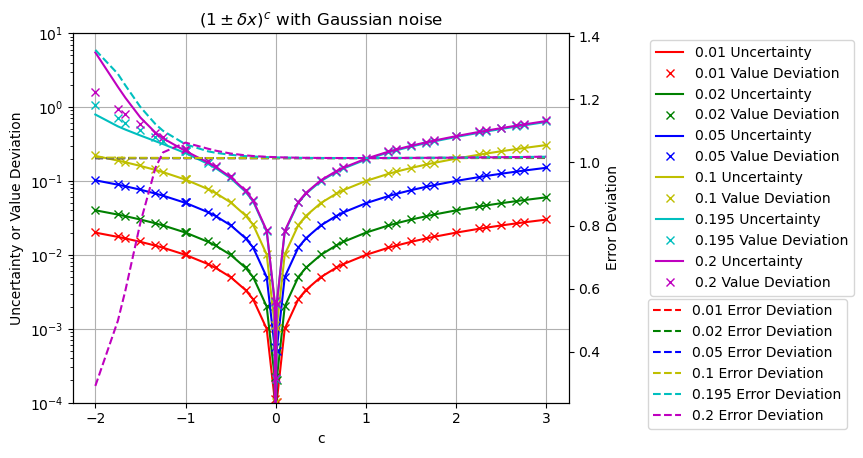 $(1 \pm \delta x)^c$ with Gaussian noise
Uncertainty or Value Deviation
10^1
10^0
10^{-1}
10^{-2}
10^{-3}
10^{-4}
−2
−1
0
1
2
3
c
1.4
1.2
1.0
0.8
0.6
0.4
Error Deviation
0.01 Uncertainty
0.01 Value Deviation
0.02 Uncertainty
0.02 Value Deviation
0.05 Uncertainty
0.05 Value Deviation
0.1 Uncertainty
0.1 Value Deviation
0.195 Uncertainty
0.195 Value Deviation
0.2 Uncertainty
0.2 Value Deviation
0.01 Error Deviation
0.02 Error Deviation
0.05 Error Deviation
0.1 Error Deviation
0.195 Error Deviation
0.2 Error Deviation